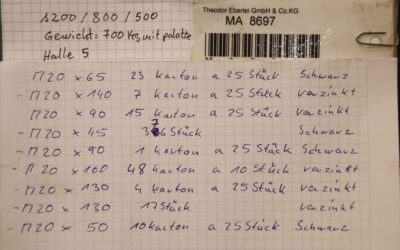 1200 / 800 / 500
Gewicht: 700 Kg mit palette
Halle 5
Theodor Eberlei GmbH & Co.KG
MA 8697
M20 x 65 23 Karton a 25 Stück Schwarz
- M20 x 140 7 Karton a 25 Stück verzinkt
- M20 x 90 15 Karton a 25 Stück verzinkt
- M20 x 45 Stück Schwarz
- M20 x 90 1 Karton a 25 Stück Schwarz
- M20 x 100 48 Karton a 10 Stück verzinkt
- M20 x 130 4 Karton a 25 Stück verzinkt
- M20 x 130 17 Stück verzinkt
- M20 x 50 10 Karton a 25 Stück Schwarz